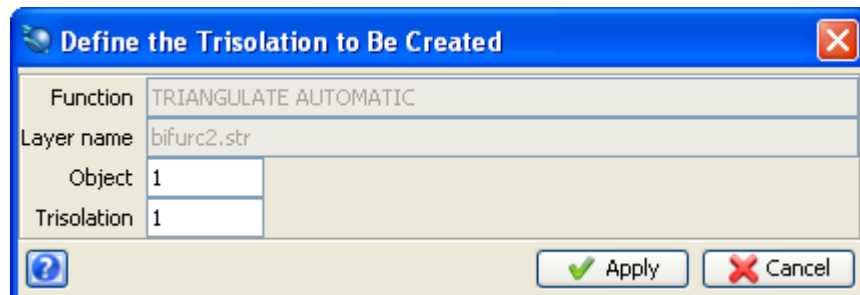 Define the Trisolation to Be Created
Function TRIANGULATE AUTOMATIC
Layer name bifurc2.str
Object 1
Trisolation 1
? Apply Cancel